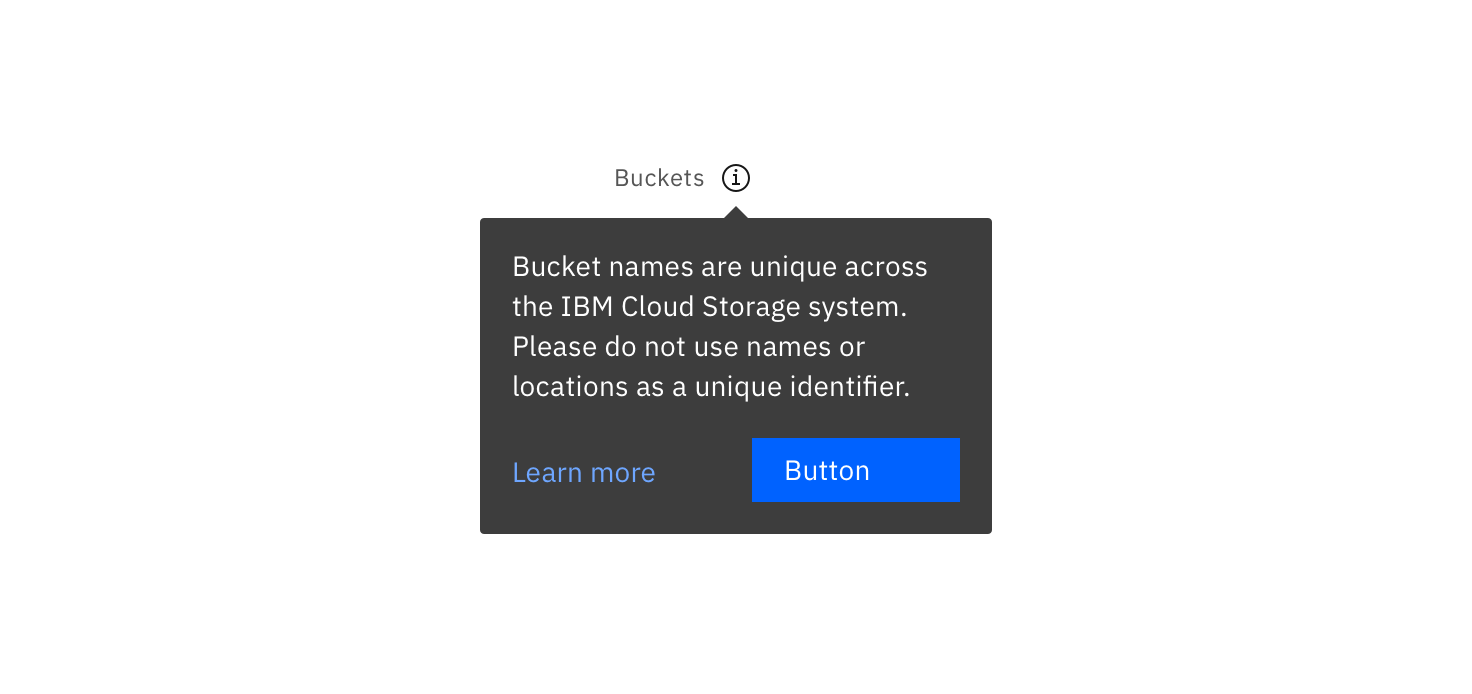 Buckets
Bucket names are unique across
the IBM Cloud Storage system.
Please do not use names or
locations as a unique identifier.
Learn more
Button